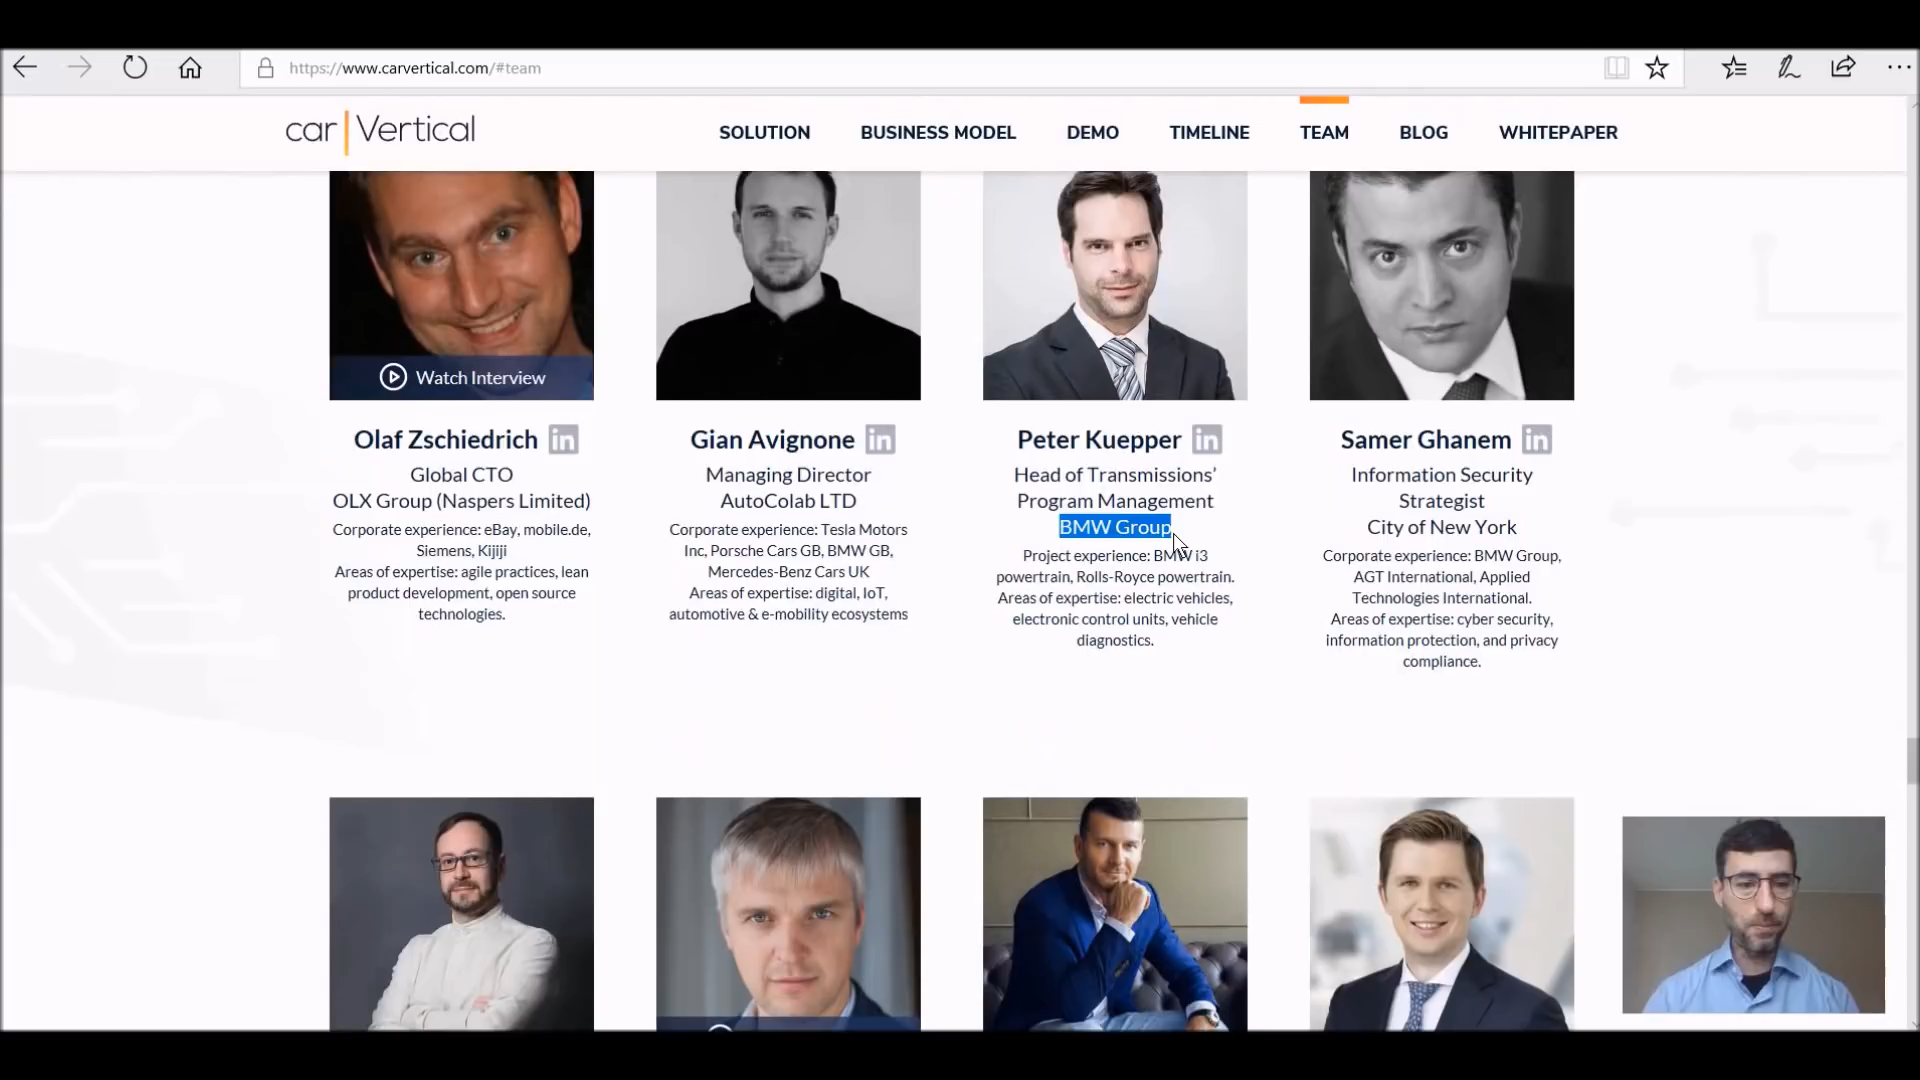 https://www.carvertical.com/#team
car|Vertical
SOLUTION BUSINESS MODEL DEMO TIMELINE TEAM BLOG WHITEPAPER
Watch Interview
Olaf Zschiedrich in
Global CTO
OLX Group (Naspers Limited)
Corporate experience: eBay, mobile.de,
Siemens, Kijiji
Areas of expertise: agile practices, lean
product development, open source
technologies.
Gian Avignone in
Managing Director
AutoColab LTD
Corporate experience: Tesla Motors
Inc, Porsche Cars GB, BMW GB,
Mercedes-Benz Cars UK
Areas of expertise: digital, IoT,
automotive & e-mobility ecosystems
Peter Kuepper in
Head of Transmissions’
Program Management
BMW Group
Project experience: BMW i3
powertrain, Rolls-Royce powertrain.
Areas of expertise: electric vehicles,
electronic control units, vehicle
diagnostics.
Samer Ghanem in
Information Security
Strategist
City of New York
Corporate experience: BMW Group,
AGT International, Applied
Technologies International.
Areas of expertise: cyber security,
information protection, and privacy
compliance.